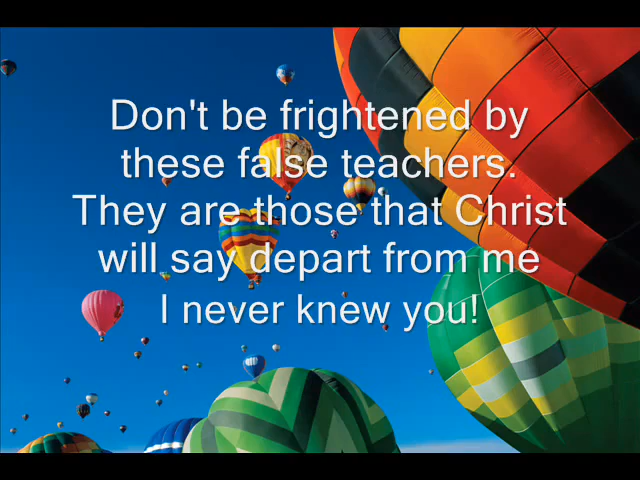 Don't be frightened by
these false teachers.
They are those that Christ
will say depart from me
I never knew you!